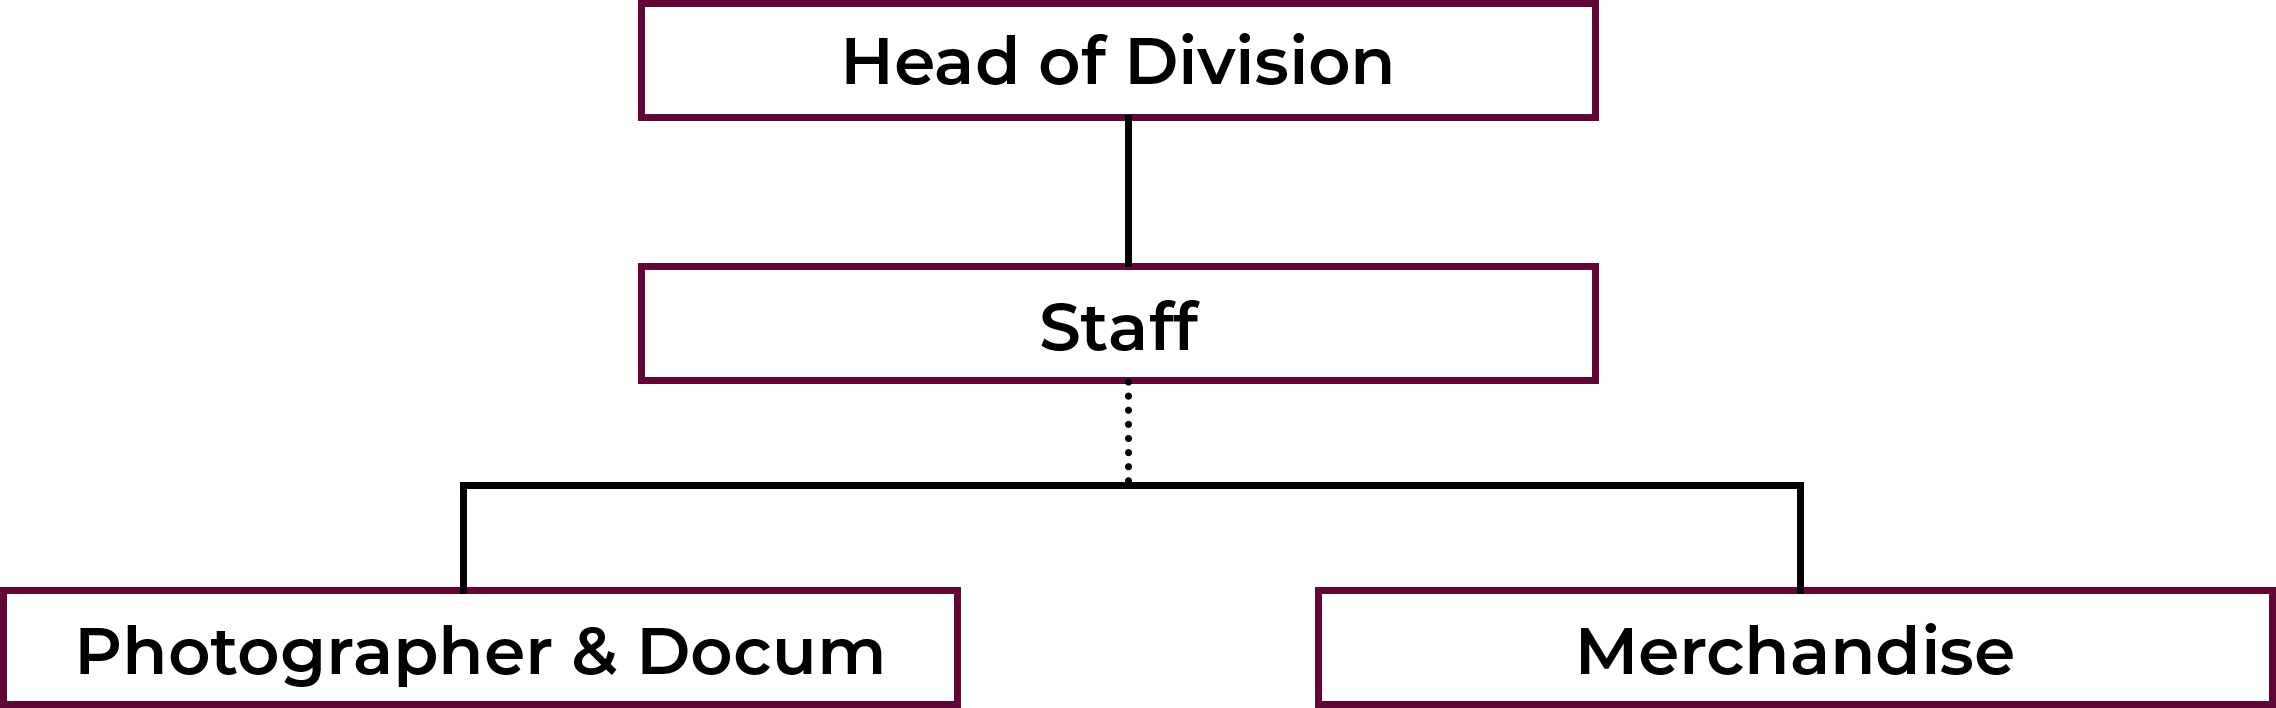 Head of Division
Staff
Photographer & Docum
Merchandise